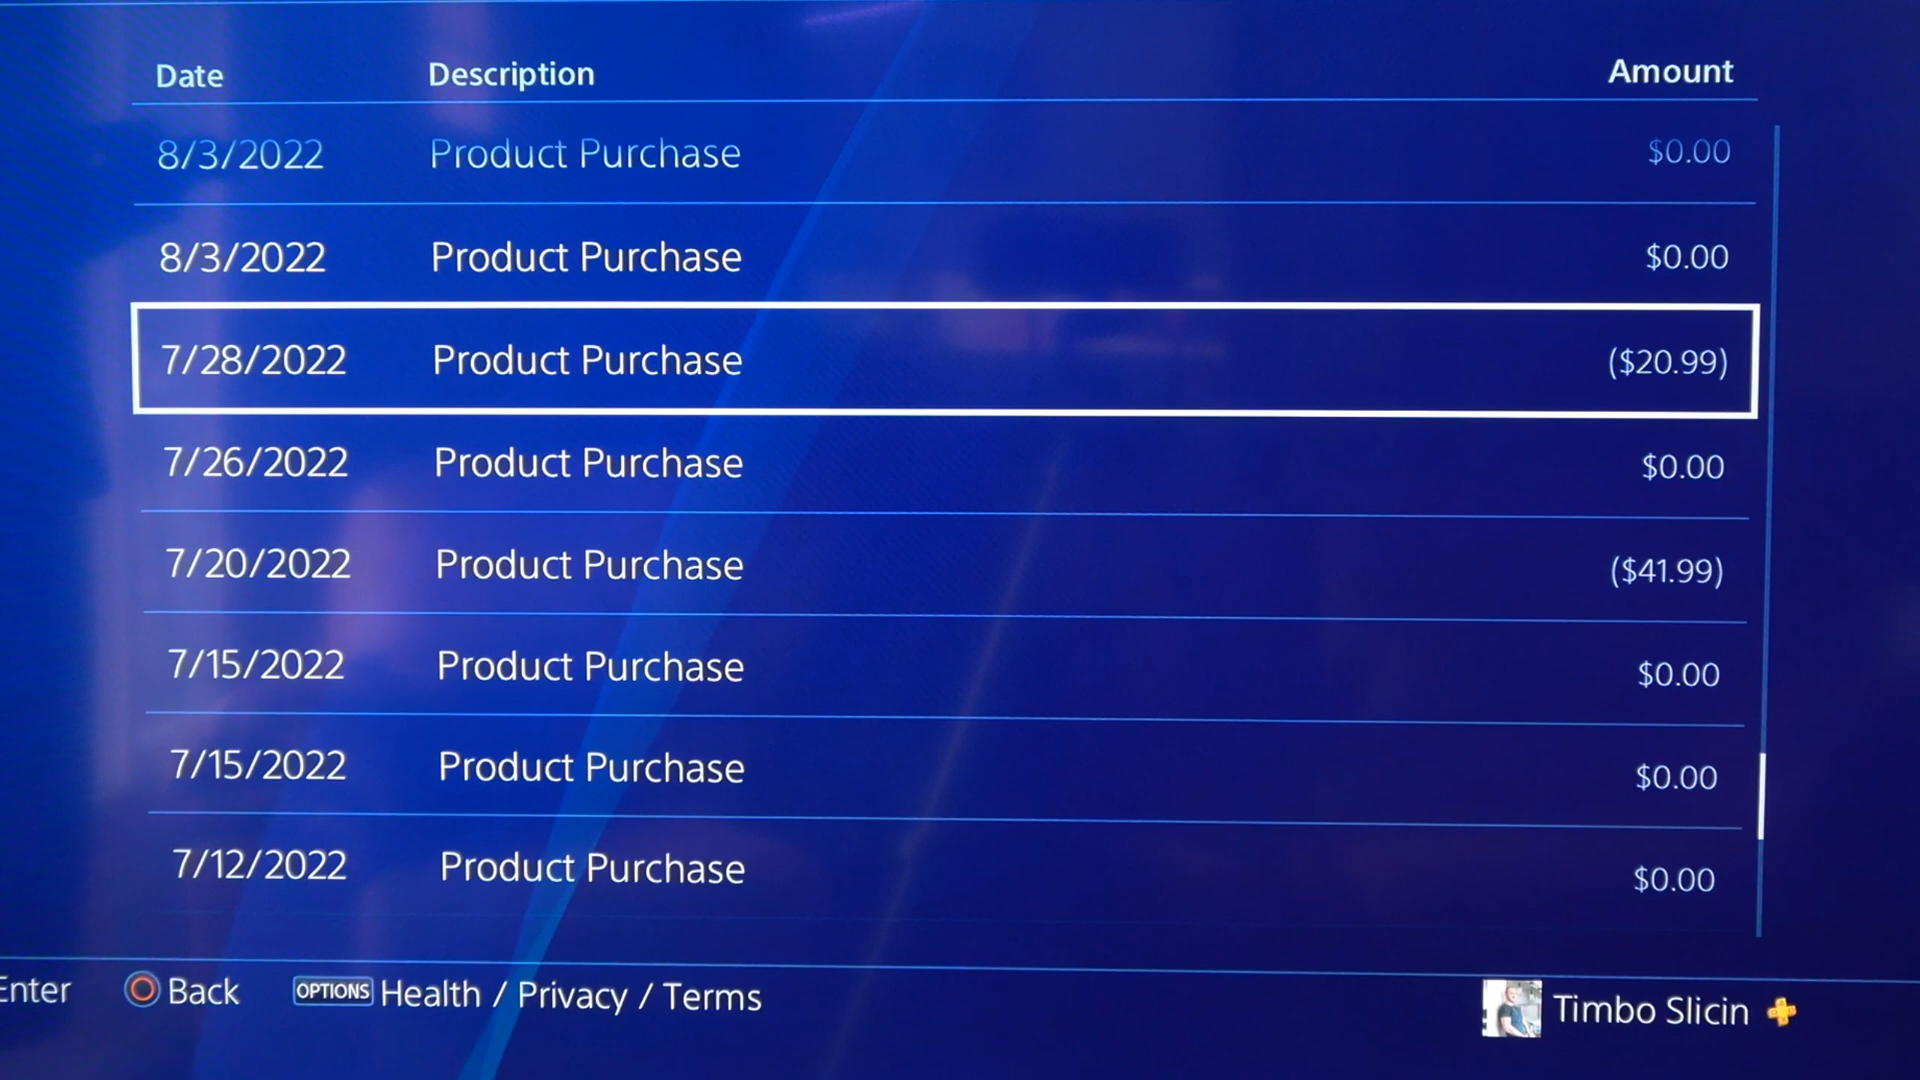 Date Description Amount
8/3/2022 Product Purchase $0.00
8/3/2022 Product Purchase $0.00
7/28/2022 Product Purchase ($20.99)
7/26/2022 Product Purchase $0.00
7/20/2022 Product Purchase ($41.99)
7/15/2022 Product Purchase $0.00
7/15/2022 Product Purchase $0.00
7/12/2022 Product Purchase $0.00
Enter Back OPTIONS Health / Privacy / Terms Timbo Slicin